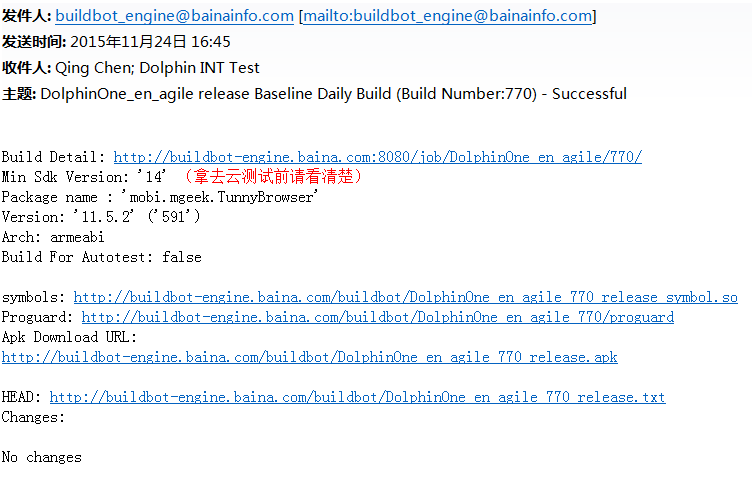 发件人: buildbot_engine@bainainfo.com [mailto:buildbot_engine@bainainfo.com]
发送时间: 2015年11月24日 16:45
收件人: Qing Chen; Dolphin INT Test
主题: DolphinOne_en_agile release Baseline Daily Build (Build Number:770) - Successful
Build Detail: http://buildbot-engine.baina.com:8080/job/DolphinOne_en_agile/770/
Min Sdk Version: '14' （拿去云测试前请看清楚）
Package name : 'mobi.mgeek.TunnyBrowser'
Version: '11.5.2' ('591')
Arch: armeabi
Build For Autotest: false
symbols: http://buildbot-engine.baina.com/buildbot/DolphinOne_en_agile_770_release_symbol.so
Proguard: http://buildbot-engine.baina.com/buildbot/DolphinOne_en_agile_770/proguard
Apk Download URL:
http://buildbot-engine.baina.com/buildbot/DolphinOne_en_agile_770_release.apk
HEAD: http://buildbot-engine.baina.com/buildbot/DolphinOne_en_agile_770_release.txt
Changes:
No changes